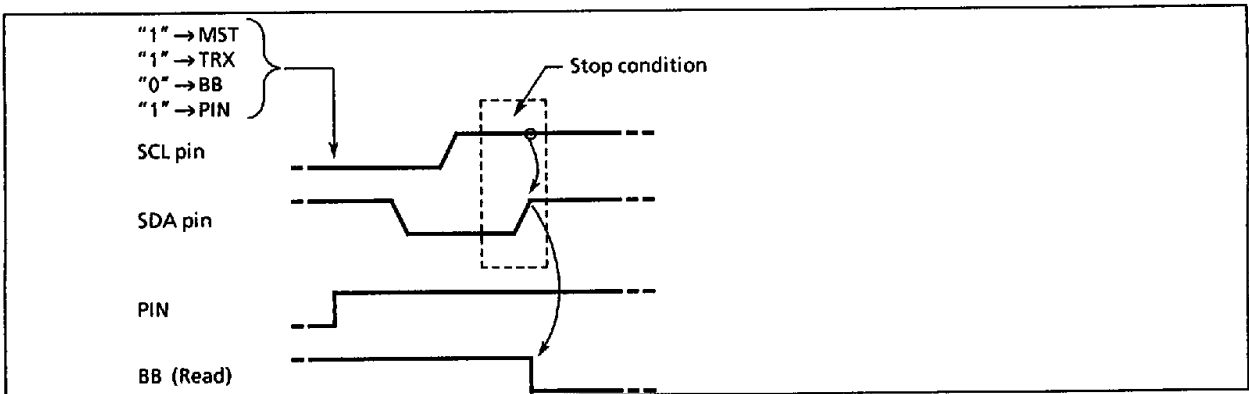 "1" → MST
"1" → TRX
"0" → BB
"1" → PIN
Stop condition
SCL pin
SDA pin
PIN
BB (Read)